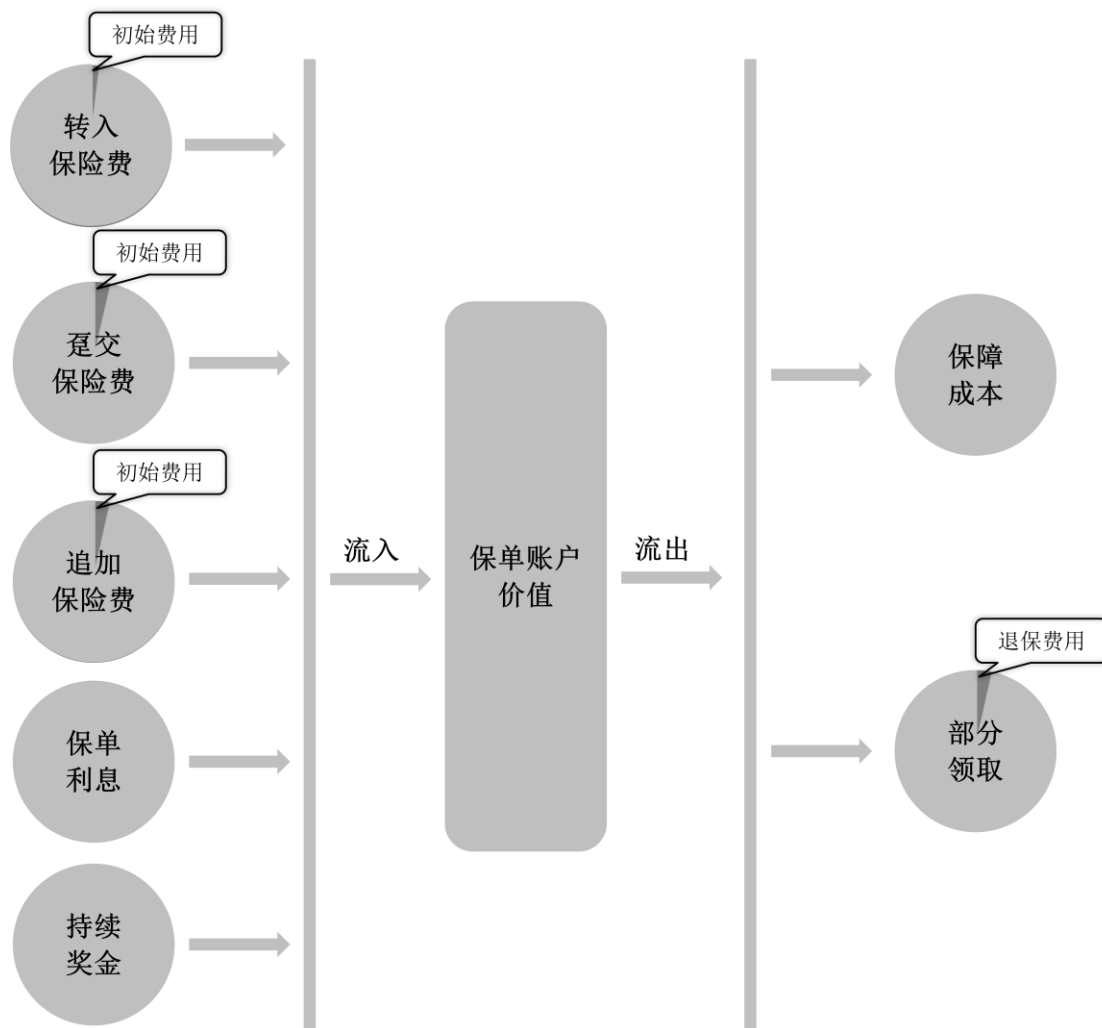 初始费用
转入
保险费
初始费用
趸交
保险费
初始费用
追加
保险费
保单
利息
持续
奖金
流入
保单账户
价值
流出
保障
成本
退保费用
部分
领取